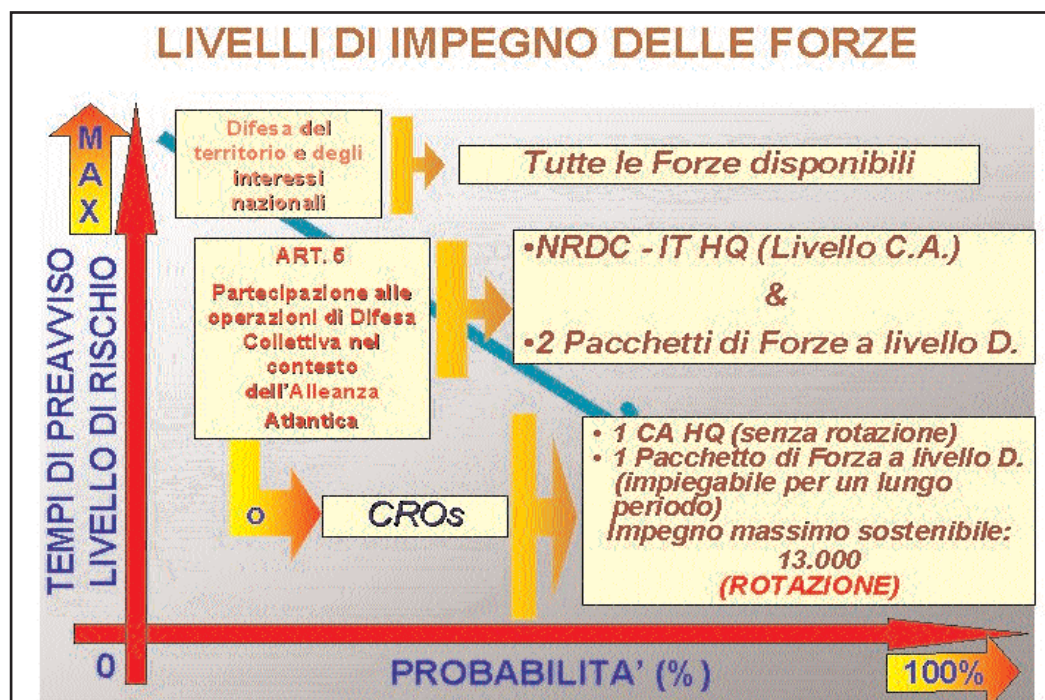 LIVELLI DI IMPEGNO DELLE FORZE
MAX
TEMPI DI PREAVVISO
LIVELLO DI RISCHIO
Difesa del
territorio e degli
interessi
nazionali
Tutte le Forze disponibili
ART. 5
Partecipazione alle
operazioni di Difesa
Collettiva nel
contesto
dell'Alleanza
Atlantica
•NRDC - IT HQ (Livello C.A.)
&
•2 Pacchetti di Forze a livello D.
o
CROs
• 1 CA HQ (senza rotazione)
• 1 Pacchetto di Forza a livello D.
(impiegabile per un lungo
periodo)
Impegno massimo sostenibile:
13.000
(ROTAZIONE)
0
PROBABILITA' (%)
100%